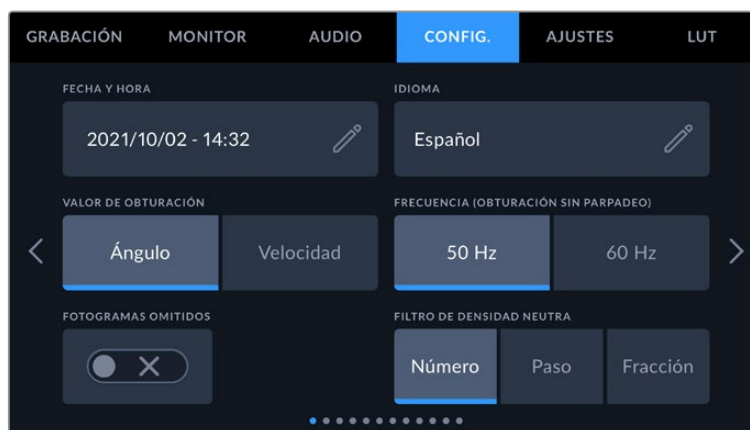 GRABACIÓN MONITOR AUDIO CONFIG. AJUSTES LUT
FECHA Y HORA IDIOMA
2021/10/02 - 14:32 Español
VALOR DE OBTURACIÓN FRECUENCIA (OBTURACIÓN SIN PARPADEO)
Ángulo Velocidad 50 Hz 60 Hz
FOTOGRAMAS OMITIDOS FILTRO DE DENSIDAD NEUTRA
Número Paso Fracción